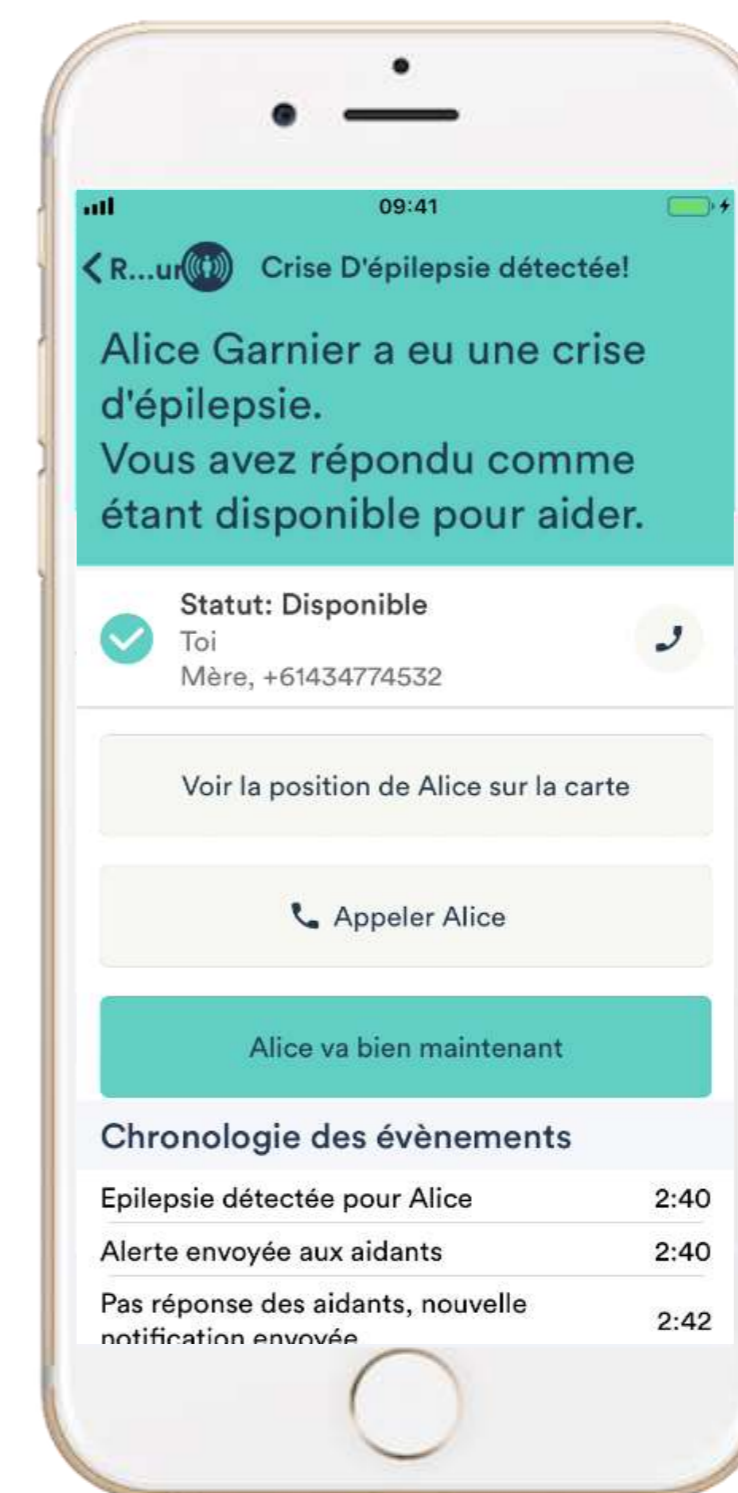 09:41
R...ur
Crise D'épilepsie détectée!
Alice Garnier a eu une crise
d'épilepsie.
Vous avez répondu comme
étant disponible pour aider.
Statut: Disponible
Toi
Mère, +61434774532
Voir la position de Alice sur la carte
Appeler Alice
Alice va bien maintenant
Chronologie des évènements
Epilepsie détectée pour Alice 2:40
Alerte envoyée aux aidants 2:40
Pas réponse des aidants, nouvelle
notification envoyée 2:42